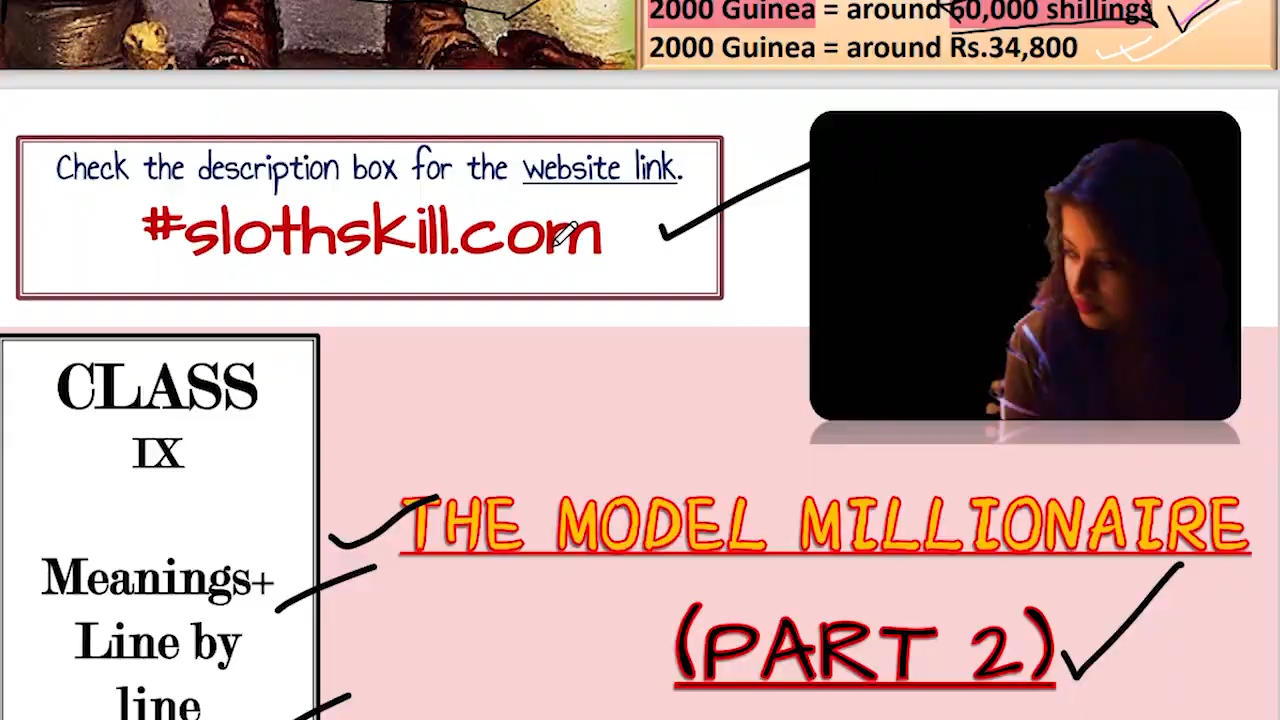 2000 Guinea = around 60,000 shillings
2000 Guinea = around Rs.34,800
Check the description box for the website link.
#slothskill.com
CLASS
IX
Meanings+
Line by
line
THE MODEL MILLIONAIRE
(PART 2)